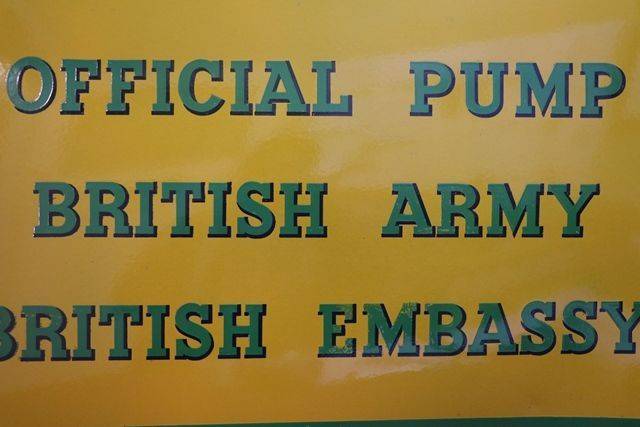 OFFICIAL PUMP
BRITISH ARMY
BRITISH EMBASSY